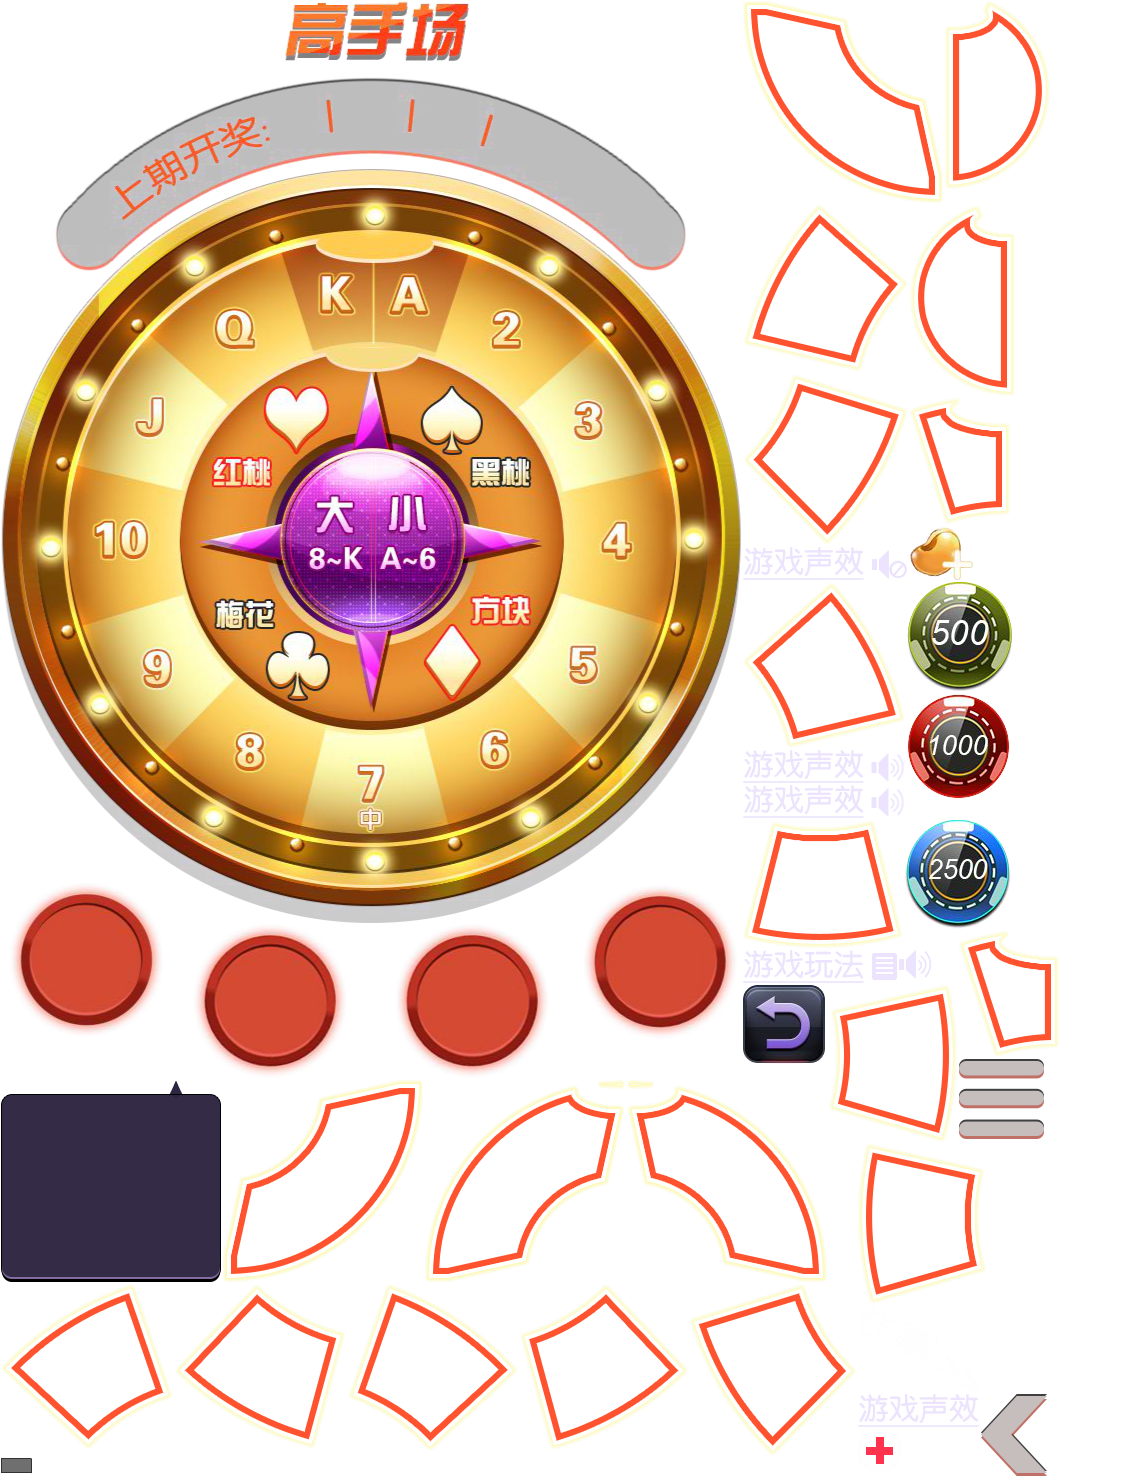 高手场
上期开奖:
K A
Q 2
J 3
红桃 黑桃
大 小
8~K A~6
10 4
梅花 方块
9 5
8 6
7
中
游戏声效
500
1000
游戏声效
游戏声效
2500
游戏玩法
游戏声效